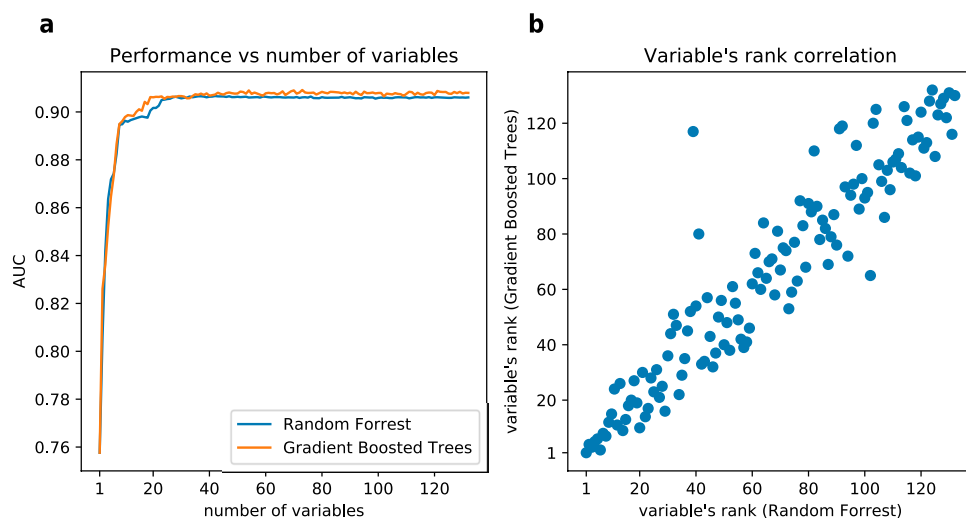 a
Performance vs number of variables
0.90
0.88
0.86
0.84
0.82
0.80
0.78
0.76
AUC
Random Forrest
Gradient Boosted Trees
1 20 40 60 80 100 120
number of variables
b
Variable's rank correlation
120
100
80
60
40
20
1
variable's rank (Gradient Boosted Trees)
1 20 40 60 80 100 120
variable's rank (Random Forrest)